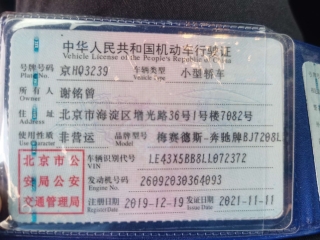 中华人民共和国机动车行驶证
Vehicle License of the People's Republic of China
号牌号码 京HQ3239 车辆类型 小型轿车
Plate No. Vehicle Type
所有人 谢铭曾
Owner
住址 北京市海淀区增光路36号1号楼7082号
Address
使用性质 非营运 品牌型号 梅赛德斯-奔驰牌BJ7208L
Use Character Model
北京市公安局公安交通管理局
车辆识别代号 LE43X5BB8LL072372
VIN
发动机号码 26092030364093
Engine No.
注册日期 2019-12-19 发证日期 2021-11-11
Register Date Issue Date